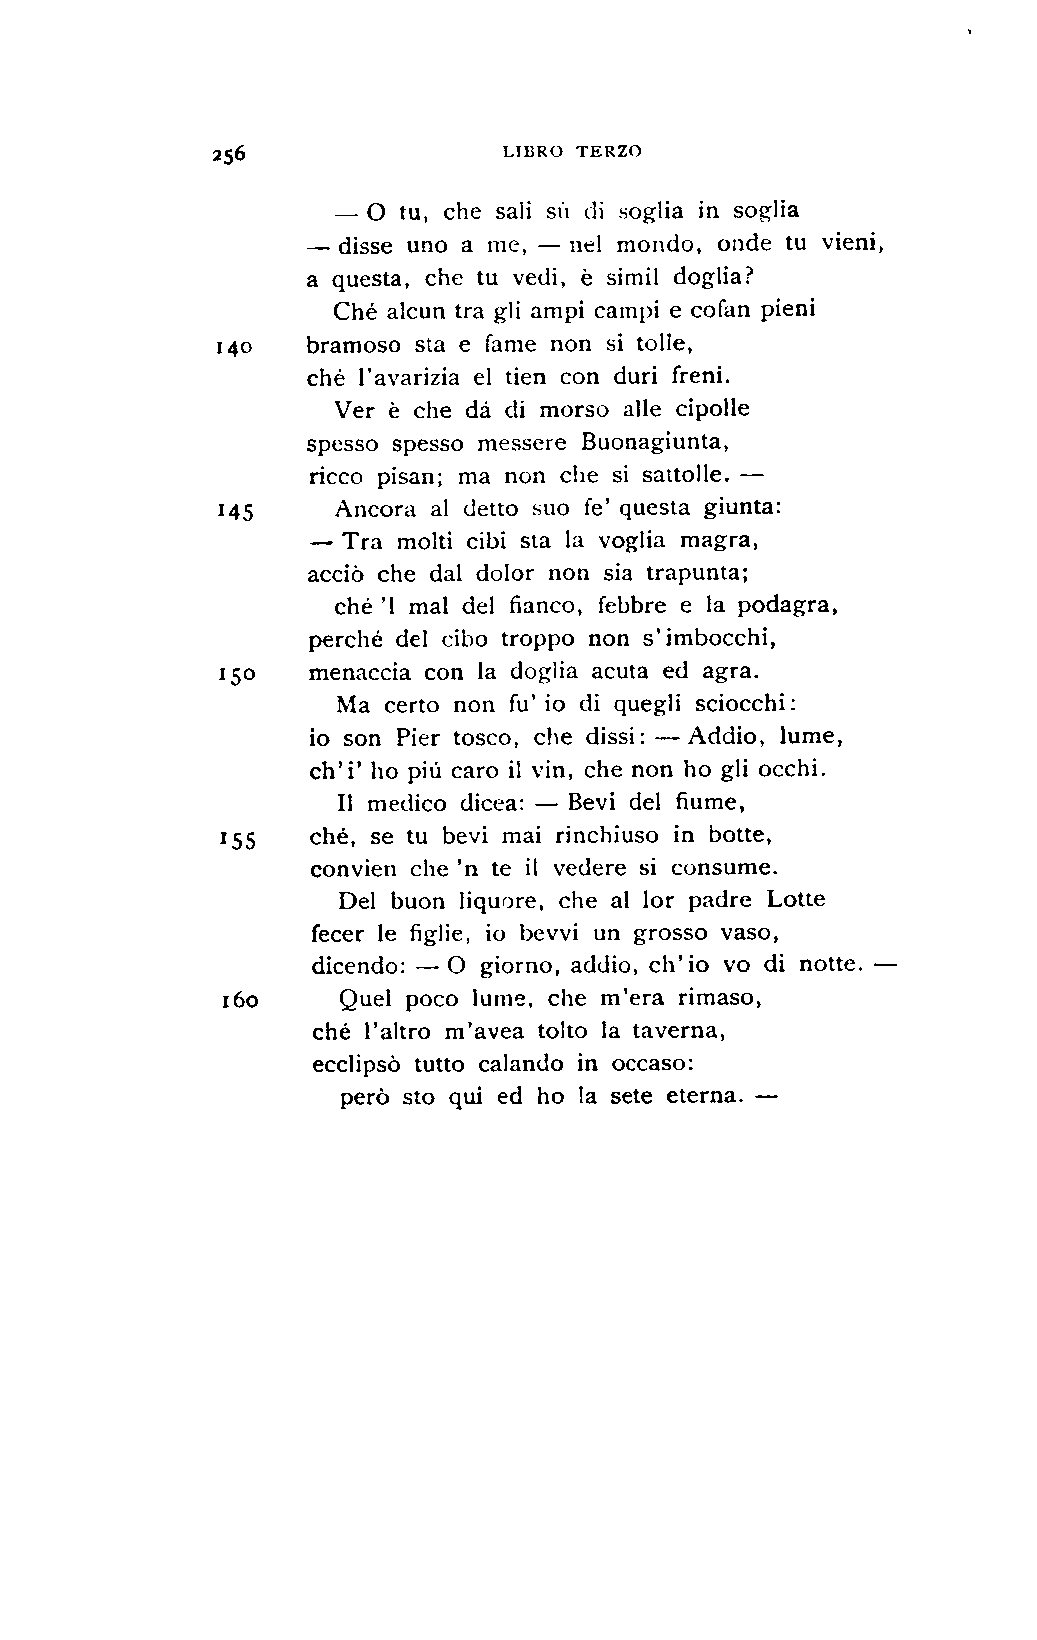 256 LIBRO TERZO
— O tu, che sali sú di soglia in soglia
— disse uno a me, — nel mondo, onde tu vieni,
a questa, che tu vedi, è simil doglia?
Ché alcun tra gli ampi campi e cofan pieni
140 bramoso sta e fame non si tolle,
ché l'avarizia el tien con duri freni.
Ver è che dá di morso alle cipolle
spesso spesso messere Buonagiunta,
ricco pisan; ma non che si sattolle. —
145 Ancora al detto suo fe' questa giunta:
— Tra molti cibi sta la voglia magra,
acciò che dal dolor non sia trapunta;
ché 'l mal del fianco, febbre e la podagra,
perché del cibo troppo non s'imbocchi,
150 menaccia con la doglia acuta ed agra.
Ma certo non fu' io di quegli sciocchi:
io son Pier tosco, che dissi: — Addio, lume,
ch'i' ho piú caro il vin, che non ho gli occhi.
Il medico dicea: — Bevi del fiume,
155 ché, se tu bevi mai rinchiuso in botte,
convien che 'n te il vedere si consume.
Del buon liquore, che al lor padre Lotte
fecer le figlie, io bevvi un grosso vaso,
dicendo: — O giorno, addio, ch'io vo di notte. —
160 Quel poco lume, che m'era rimaso,
ché l'altro m'avea tolto la taverna,
ecclipsò tutto calando in occaso:
però sto qui ed ho la sete eterna. —